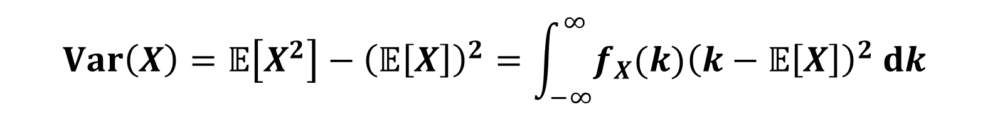 Var(X) = 𝔼[X²] − (𝔼[X])² = ∫_{−∞}^{∞} f_X(k)(k − 𝔼[X])² dk